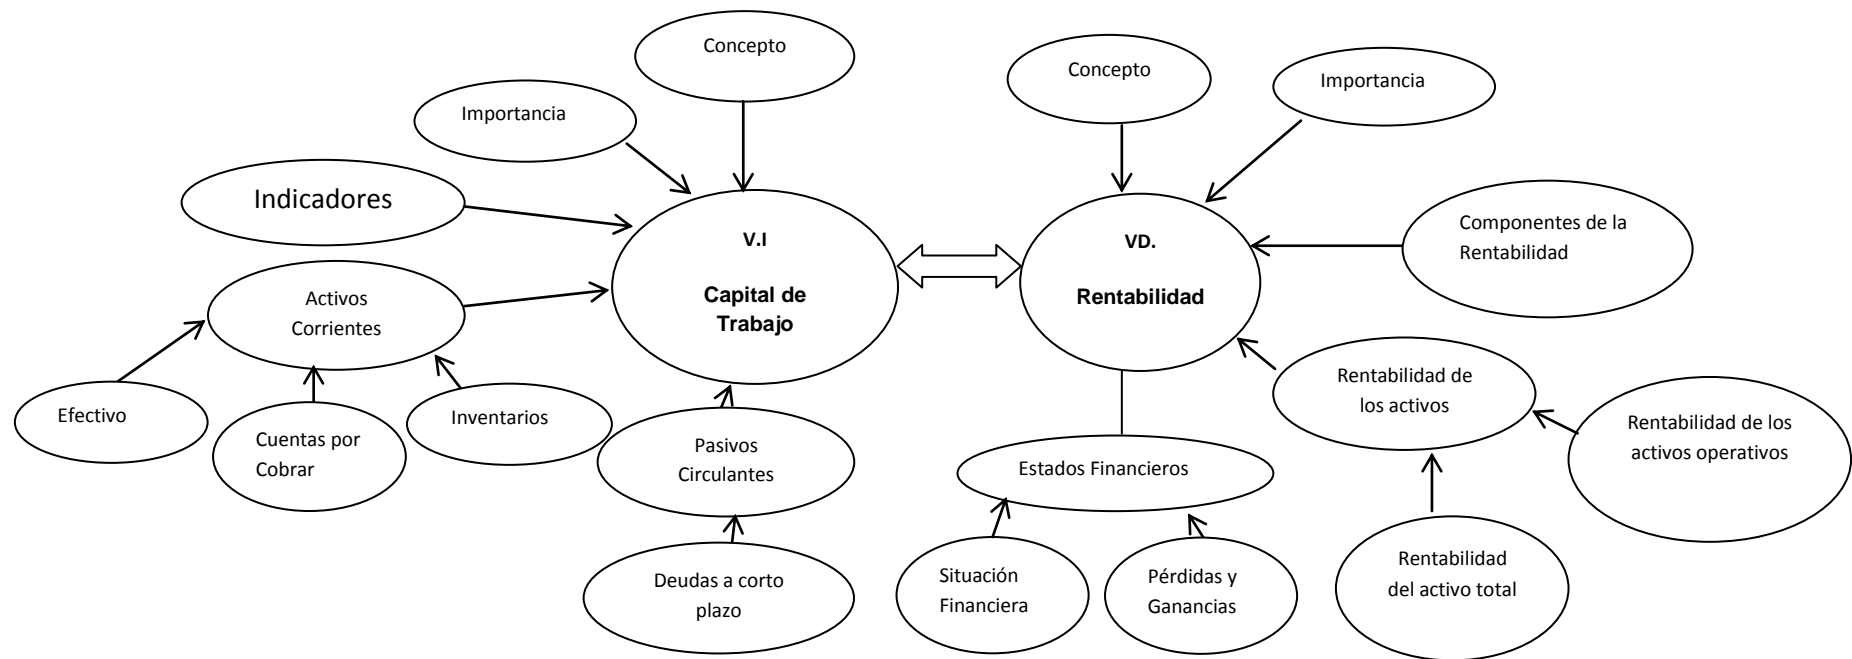 Concepto
Concepto
Importancia
Importancia
Indicadores
V.I
Capital de
Trabajo
VD.
Rentabilidad
Componentes de la
Rentabilidad
Activos
Corrientes
Efectivo
Cuentas por
Cobrar
Inventarios
Pasivos
Circulantes
Deudas a corto
plazo
Estados Financieros
Situación
Financiera
Pérdidas y
Ganancias
Rentabilidad de
los activos
Rentabilidad de los
activos operativos
Rentabilidad
del activo total